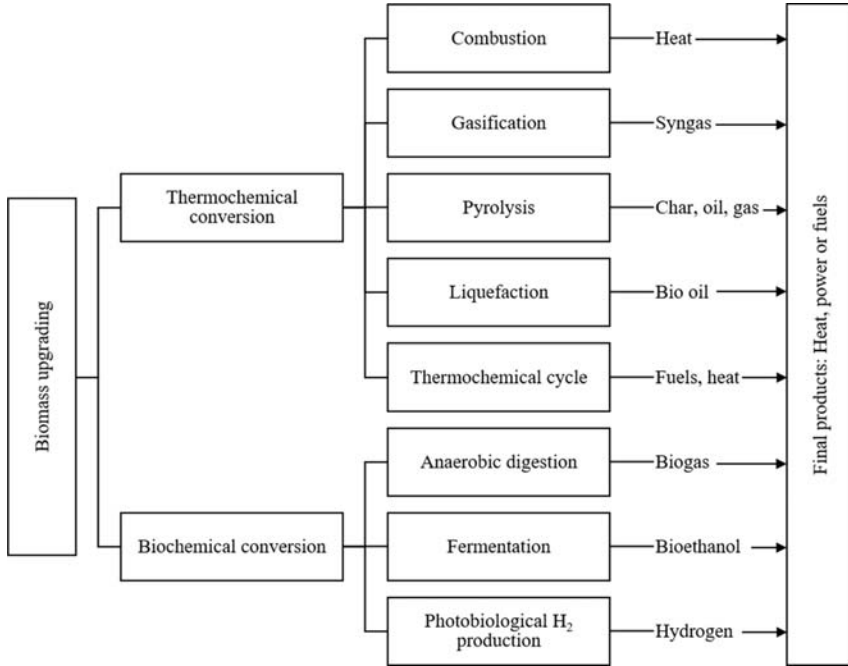 Biomass upgrading
Thermochemical
conversion
Combustion
Heat
Gasification
Syngas
Pyrolysis
Char, oil, gas
Liquefaction
Bio oil
Thermochemical cycle
Fuels, heat
Biochemical conversion
Anaerobic digestion
Biogas
Fermentation
Bioethanol
Photobiological H₂
production
Hydrogen
Final products: Heat, power or fuels